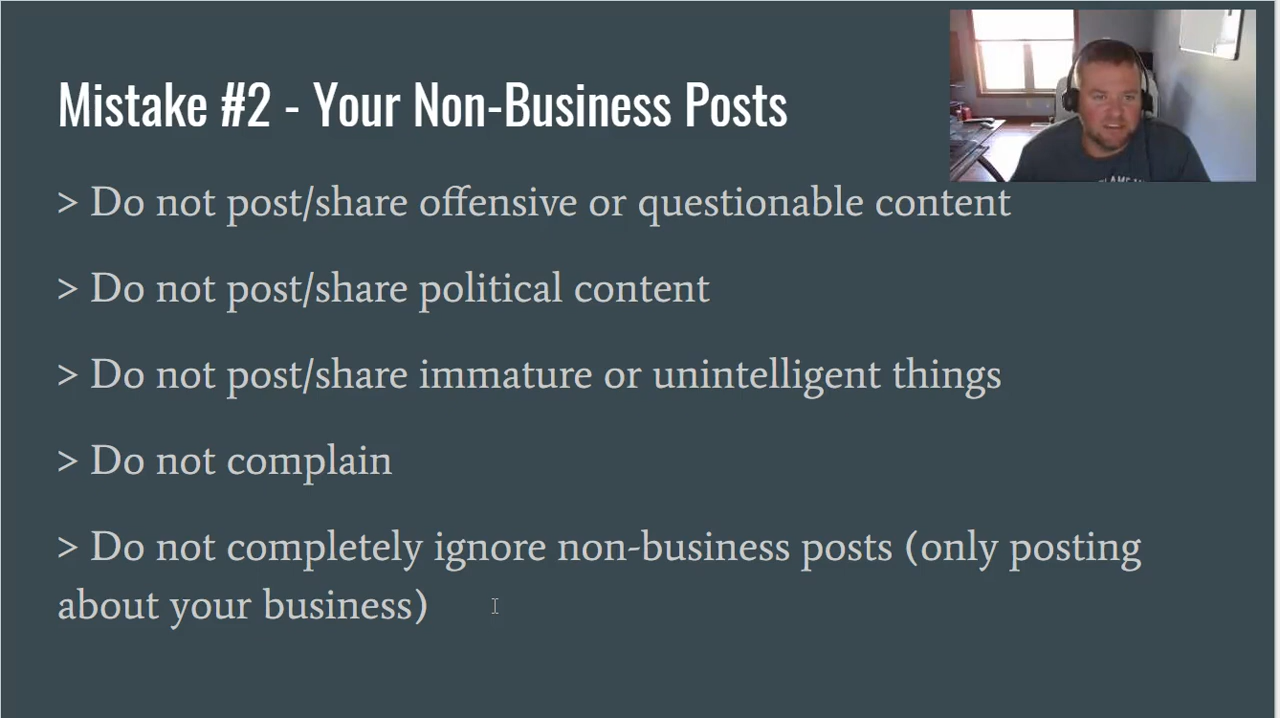 Mistake #2 - Your Non-Business Posts
> Do not post/share offensive or questionable content
> Do not post/share political content
> Do not post/share immature or unintelligent things
> Do not complain
> Do not completely ignore non-business posts (only posting
about your business)